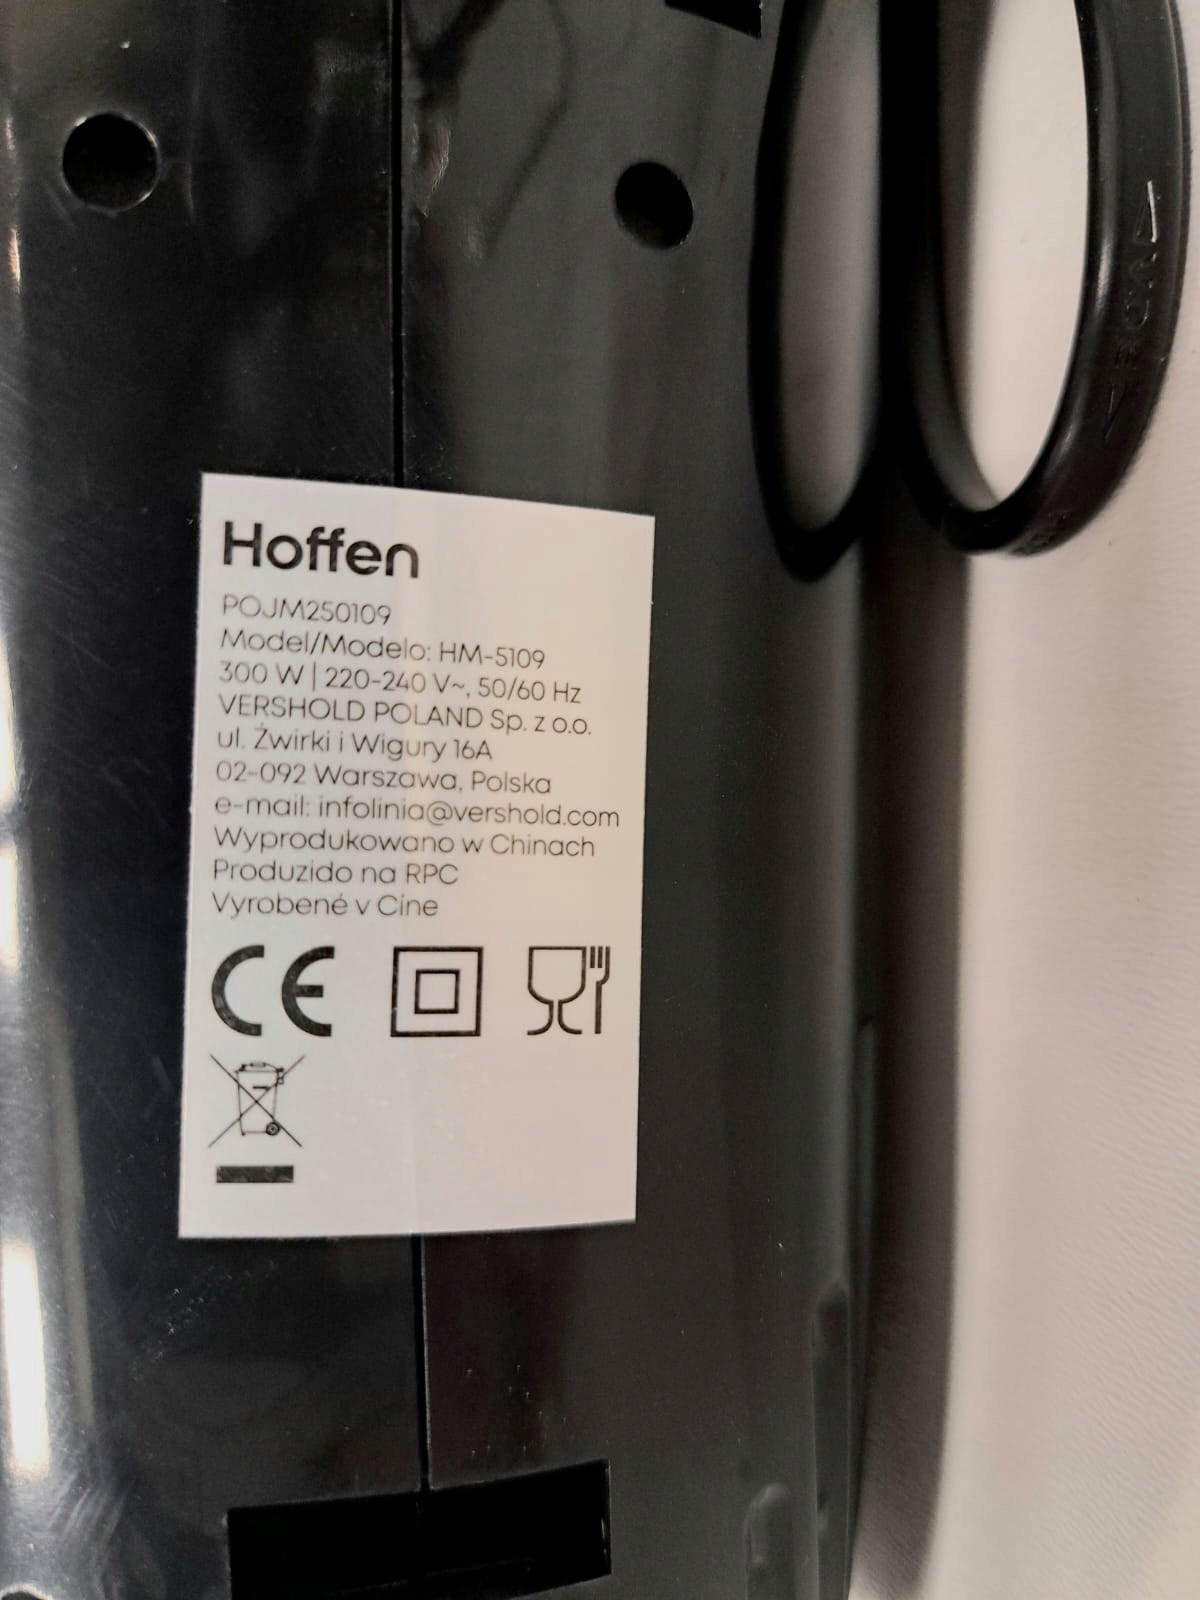 Hoffen
POJM250109
Model/Modelo: HM-5109
300 W | 220-240 V~, 50/60 Hz
VERSHOLD POLAND Sp. z o.o.
ul. Żwirki i Wigury 16A
02-092 Warszawa, Polska
e-mail: infolinia@vershold.com
Wyprodukowano w Chinach
Produzido na RPC
Vyrobené v Číne
CE